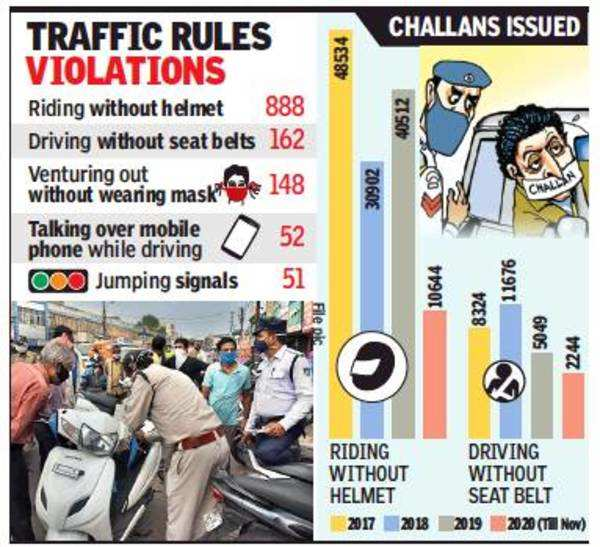 TRAFFIC RULES
VIOLATIONS
Riding without helmet 888
Driving without seat belts 162
Venturing out
without wearing mask 148
Talking over mobile
phone while driving 52
Jumping signals 51
File pic
CHALLANS ISSUED
CHALLAN
48534
30902
40512
10644
8324
11676
5049
2244
RIDING
WITHOUT
HELMET
DRIVING
WITHOUT
SEAT BELT
2017 2018 2019 2020 (Till Nov)